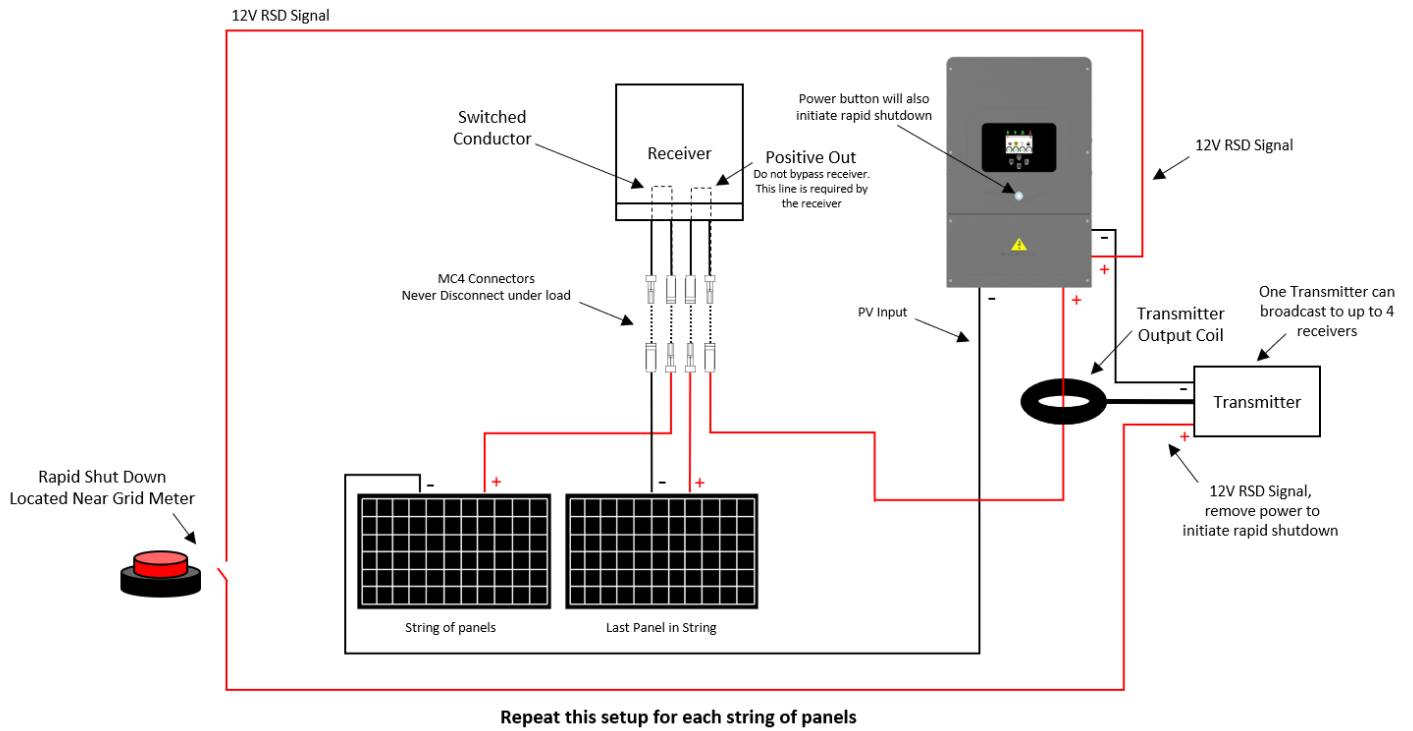 12V RSD Signal
Power button will also
initiate rapid shutdown
Switched
Conductor
Receiver
Positive Out
Do not bypass receiver.
This line is required by
the receiver
12V RSD Signal
-
+
MC4 Connectors
Never Disconnect under load
-
+
PV Input
Transmitter
Output Coil
One Transmitter can
broadcast to up to 4
receivers
-
Transmitter
+
Rapid Shut Down
Located Near Grid Meter
-
+
-
+
12V RSD Signal,
remove power to
initiate rapid shutdown
String of panels
Last Panel in String
Repeat this setup for each string of panels